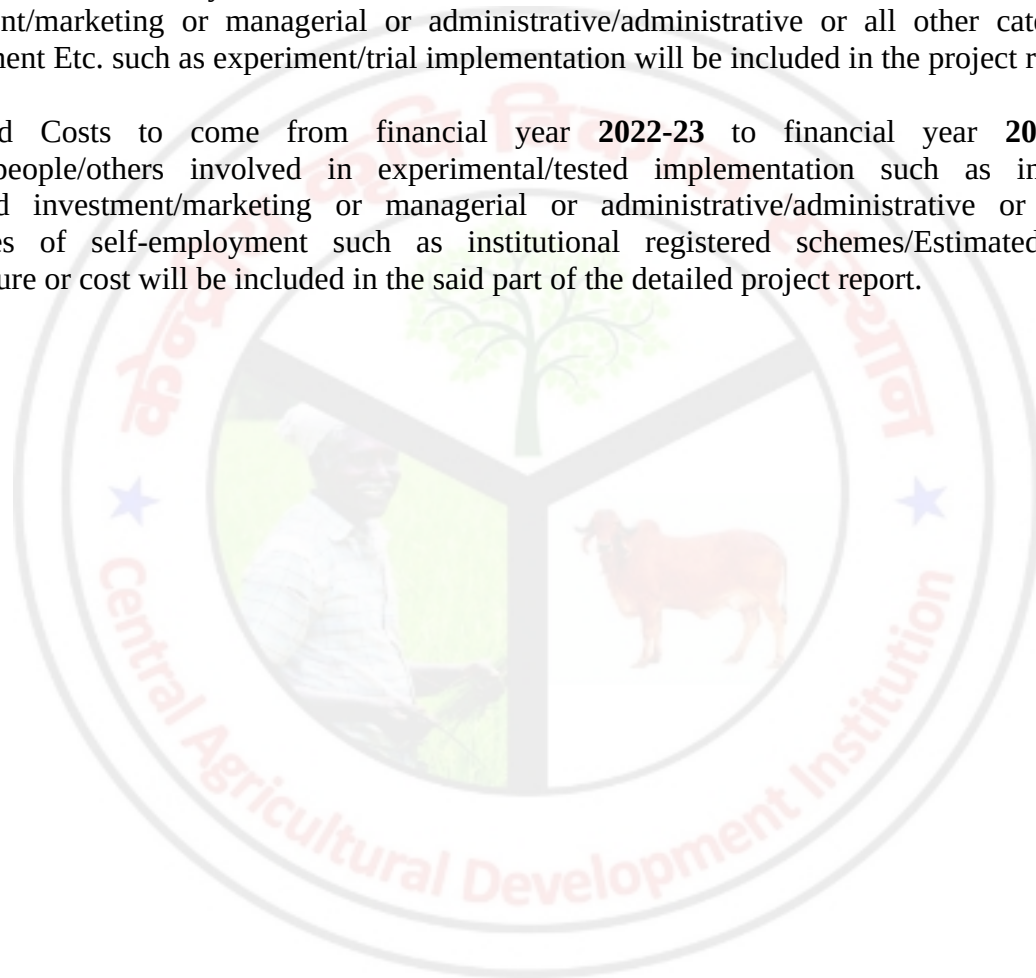 nt/marketing or managerial or administrative/administrative or all other cat
ent Etc. such as experiment/trial implementation will be included in the project r
d Costs to come from financial year 2022-23 to financial year 20
people/others involved in experimental/tested implementation such as in
d investment/marketing or managerial or administrative/administrative or
es of self-employment such as institutional registered schemes/Estimated
ure or cost will be included in the said part of the detailed project report.
केन्द्रीय कृषि विकास संस्थान
Central Agricultural Development Institution